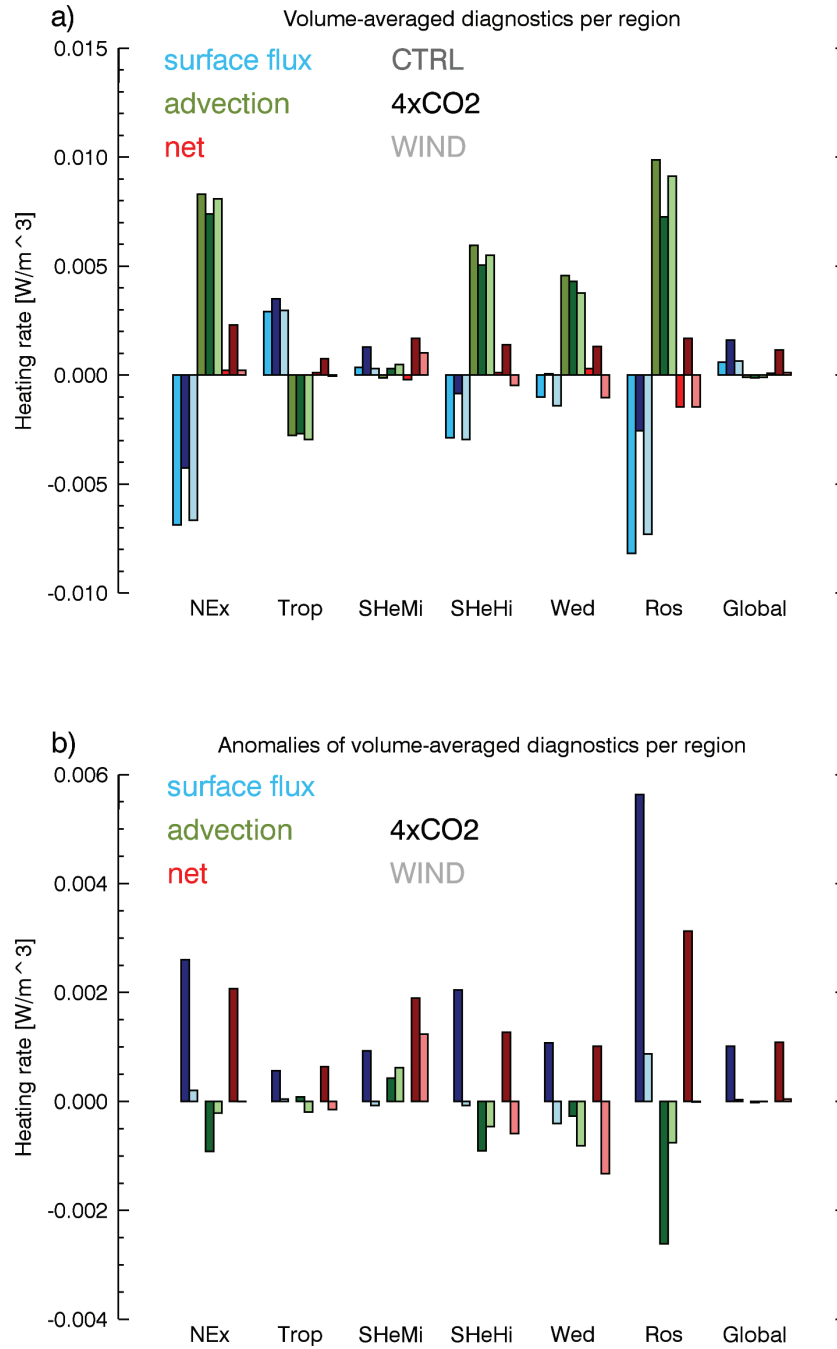 a)
Volume-averaged diagnostics per region
surface flux CTRL
advection 4xCO2
net WIND
Heating rate [W/m^3]
0.015
0.010
0.005
0.000
-0.005
-0.010
NEx Trop SHeMi SHeHi Wed Ros Global
b)
Anomalies of volume-averaged diagnostics per region
surface flux
advection 4xCO2
net WIND
Heating rate [W/m^3]
0.006
0.004
0.002
0.000
-0.002
-0.004
NEx Trop SHeMi SHeHi Wed Ros Global